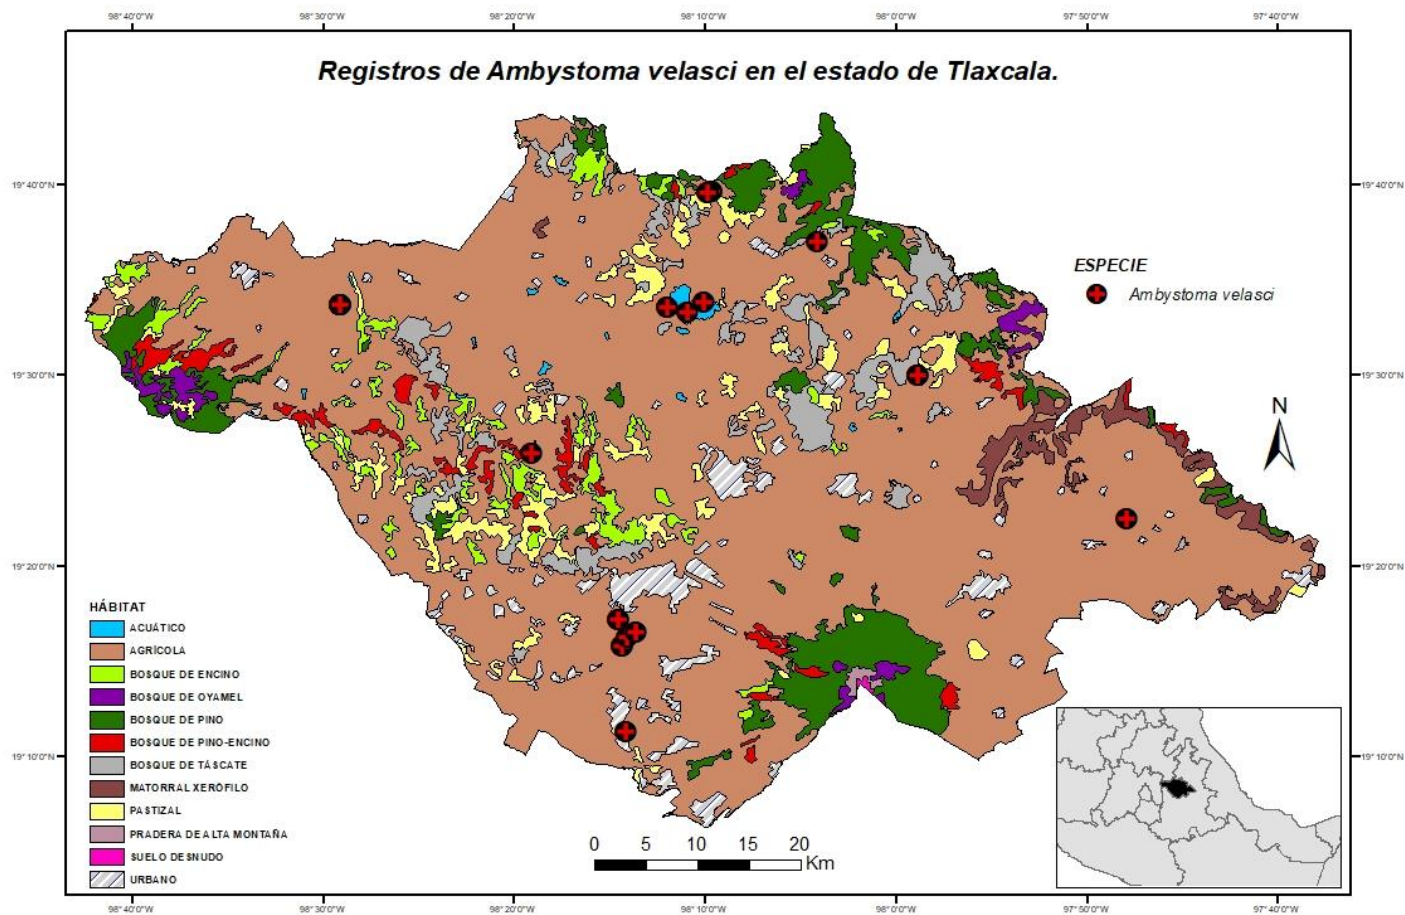 98°40'0"W 98°30'0"W 98°20'0"W 98°10'0"W 98°0'0"W 97°50'0"W 97°40'0"W
Registros de Ambystoma velasci en el estado de Tlaxcala.
19°40'0"N 19°40'0"N
ESPECIE
Ambystoma velasci
19°30'0"N 19°30'0"N
N
19°20'0"N 19°20'0"N
HÁBITAT
ACUÁTICO
AGRÍCOLA
BOSQUE DE ENCINO
BOSQUE DE OYAMEL
BOSQUE DE PINO
BOSQUE DE PINO-ENCINO
BOSQUE DE TÁSCATE
MATORRAL XERÓFILO
PASTIZAL
PRADERA DE ALTA MONTAÑA
SUELO DESNUDO
URBANO
19°10'0"N 19°10'0"N
0 5 10 15 20
Km
98°40'0"W 98°30'0"W 98°20'0"W 98°10'0"W 98°0'0"W 97°50'0"W 97°40'0"W